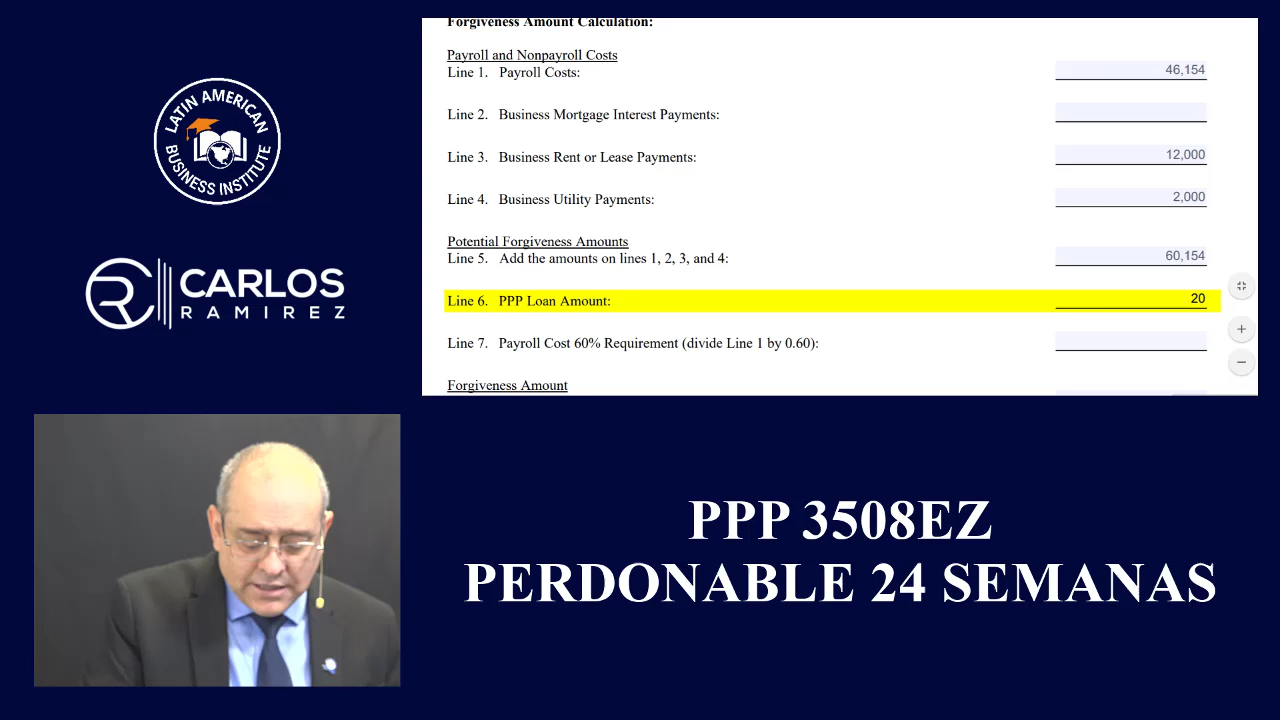 LATIN AMERICAN
BUSINESS INSTITUTE
CARLOS
RAMIREZ
Forgiveness Amount Calculation:
Payroll and Nonpayroll Costs
Line 1. Payroll Costs: 46,154
Line 2. Business Mortgage Interest Payments:
Line 3. Business Rent or Lease Payments: 12,000
Line 4. Business Utility Payments: 2,000
Potential Forgiveness Amounts
Line 5. Add the amounts on lines 1, 2, 3, and 4: 60,154
Line 6. PPP Loan Amount: 20
Line 7. Payroll Cost 60% Requirement (divide Line 1 by 0.60):
Forgiveness Amount
PPP 3508EZ
PERDONABLE 24 SEMANAS